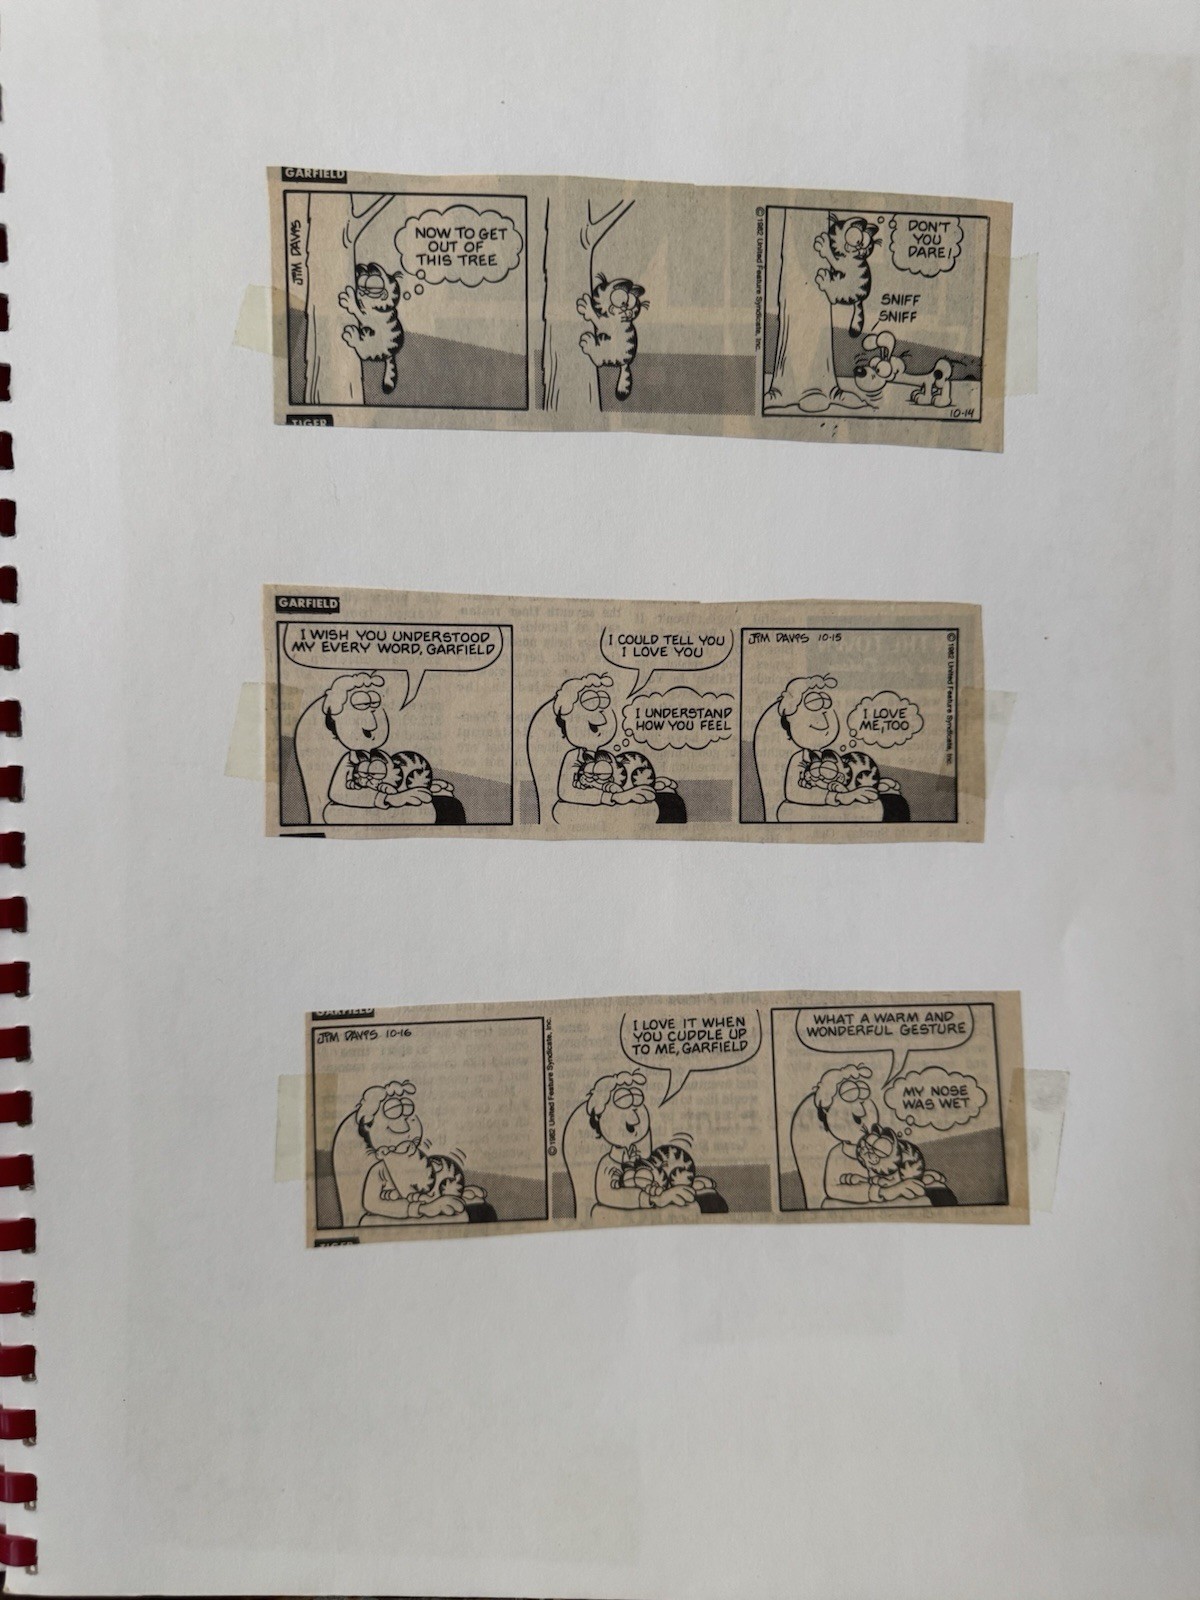 GARFIELD
JIM DAVIS
NOW TO GET
OUT OF
THIS TREE
© 1982 United Feature Syndicate, Inc.
DON'T
YOU
DARE!
SNIFF
SNIFF
10-14
TIGER
GARFIELD
I WISH YOU UNDERSTOOD
MY EVERY WORD, GARFIELD
I COULD TELL YOU
I LOVE YOU
I UNDERSTAND
HOW YOU FEEL
JIM DAVIS 10-15
I LOVE
ME, TOO
© 1982 United Feature Syndicate, Inc.
GARFIELD
JIM DAVIS 10-16
© 1982 United Feature Syndicate, Inc.
I LOVE IT WHEN
YOU CUDDLE UP
TO ME, GARFIELD
WHAT A WARM AND
WONDERFUL GESTURE
MY NOSE
WAS WET
TIGER